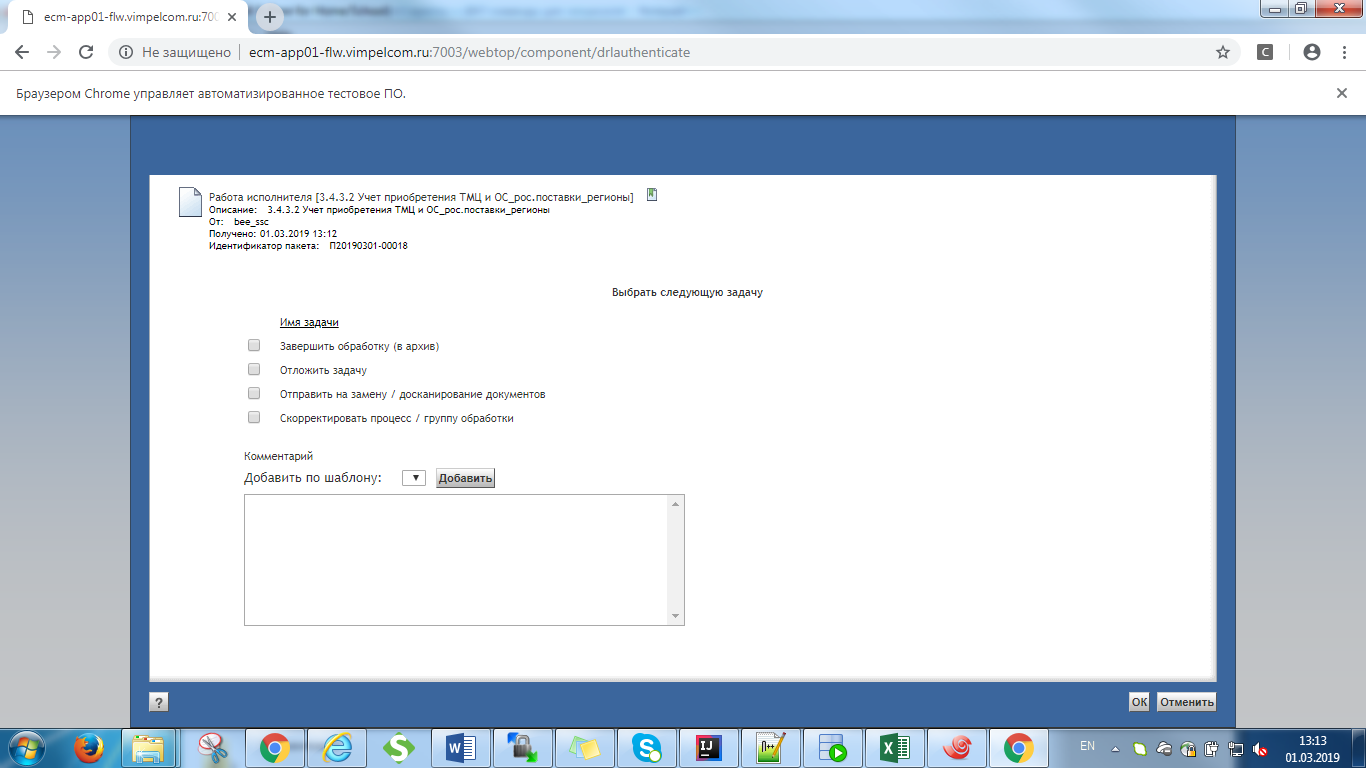 ecm-app01-flw.vimpelcom.ru:700
Не защищено
ecm-app01-flw.vimpelcom.ru:7003/webtop/component/drlauthenticate
C
Браузером Chrome управляет автоматизированное тестовое ПО.
Работа исполнителя [3.4.3.2 Учет приобретения ТМЦ и ОС_рос.поставки_регионы]
Описание: 3.4.3.2 Учет приобретения ТМЦ и ОС_рос.поставки_регионы
От: bee_ssc
Получено: 01.03.2019 13:12
Идентификатор пакета: П20190301-00018
Выбрать следующую задачу
Имя задачи
Завершить обработку (в архив)
Отложить задачу
Отправить на замену / досканирование документов
Скорректировать процесс / группу обработки
Комментарий
Добавить по шаблону: Добавить
? ОК Отменить
EN
13:13
01.03.2019